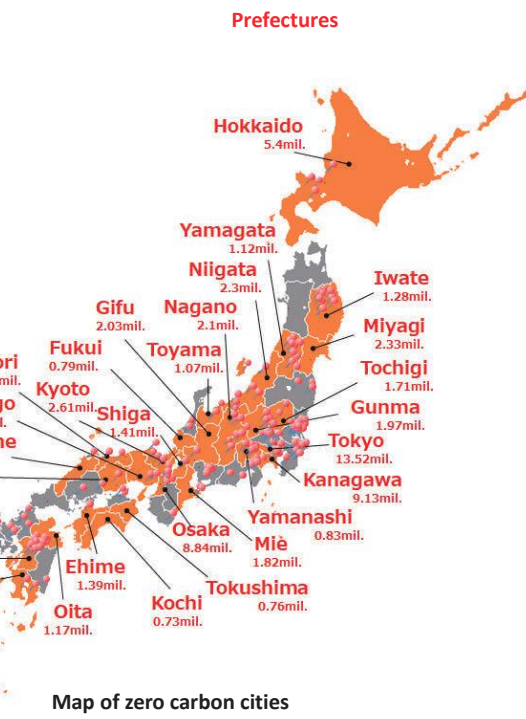 Prefectures
Hokkaido
5.4mil.
Yamagata
1.12mil.
Niigata
2.3mil.
Iwate
1.28mil.
Gifu
2.03mil.
Nagano
2.1mil.
Miyagi
2.33mil.
Fukui
0.79mil.
Toyama
1.07mil.
Tochigi
1.71mil.
Kyoto
2.61mil.
Shiga
1.41mil.
Gunma
1.97mil.
Tokyo
13.52mil.
Kanagawa
9.13mil.
Yamanashi
0.83mil.
Osaka
8.84mil.
Miè
1.82mil.
Ehime
1.39mil.
Tokushima
0.76mil.
Kochi
0.73mil.
Oita
1.17mil.
Map of zero carbon cities